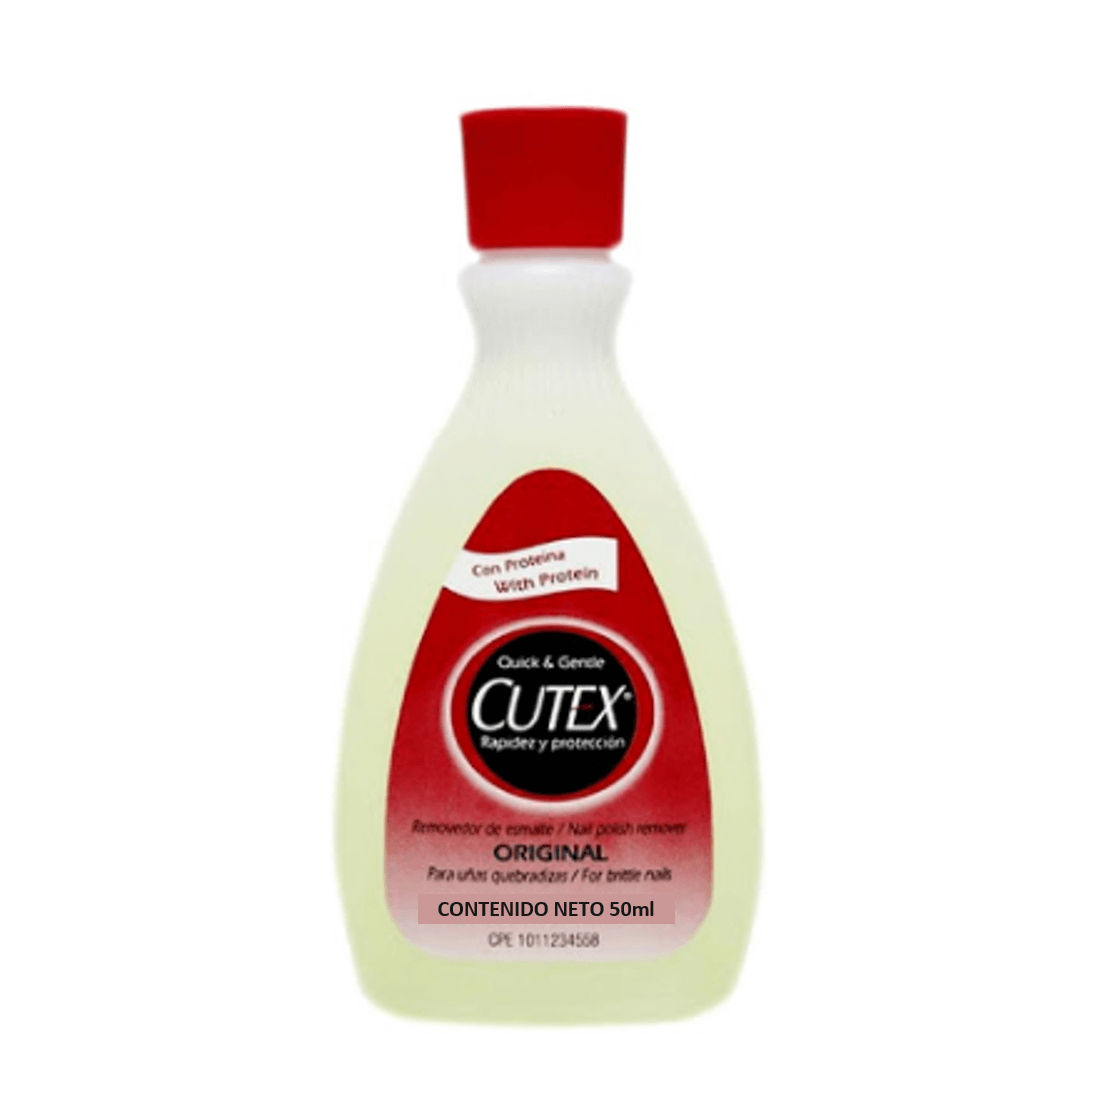 Con Proteína
With Protein
Quick & Gentle
CUTEX®
Rapidez y protección
Removedor de esmalte / Nail polish remover
ORIGINAL
Para uñas quebradizas / For brittle nails
CONTENIDO NETO 50ml
CPE 1011234558